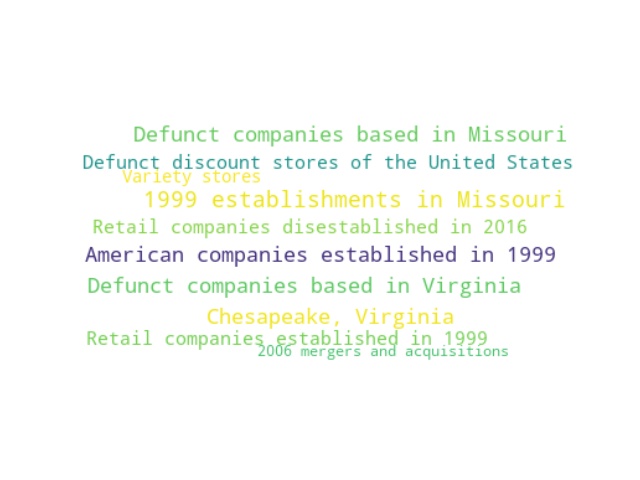 Defunct companies based in Missouri
Defunct discount stores of the United States
Variety stores
1999 establishments in Missouri
Retail companies disestablished in 2016
American companies established in 1999
Defunct companies based in Virginia
Chesapeake, Virginia
Retail companies established in 1999
2006 mergers and acquisitions